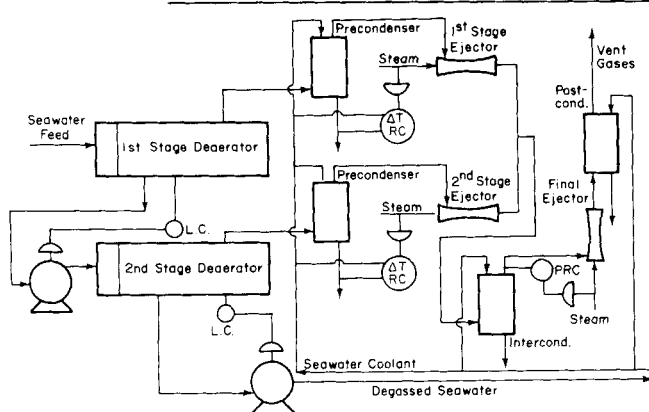 Precondenser
1st Stage
Ejector
Steam
ΔT
RC
Vent
Gases
Post-
cond.
Seawater
Feed
1st Stage Deaerator
L.C.
Precondenser
2nd Stage
Ejector
Steam
ΔT
RC
Final Ejector
2nd Stage Deaerator
L.C.
PRC
Steam
Intercond.
Seawater Coolant
Degassed Seawater